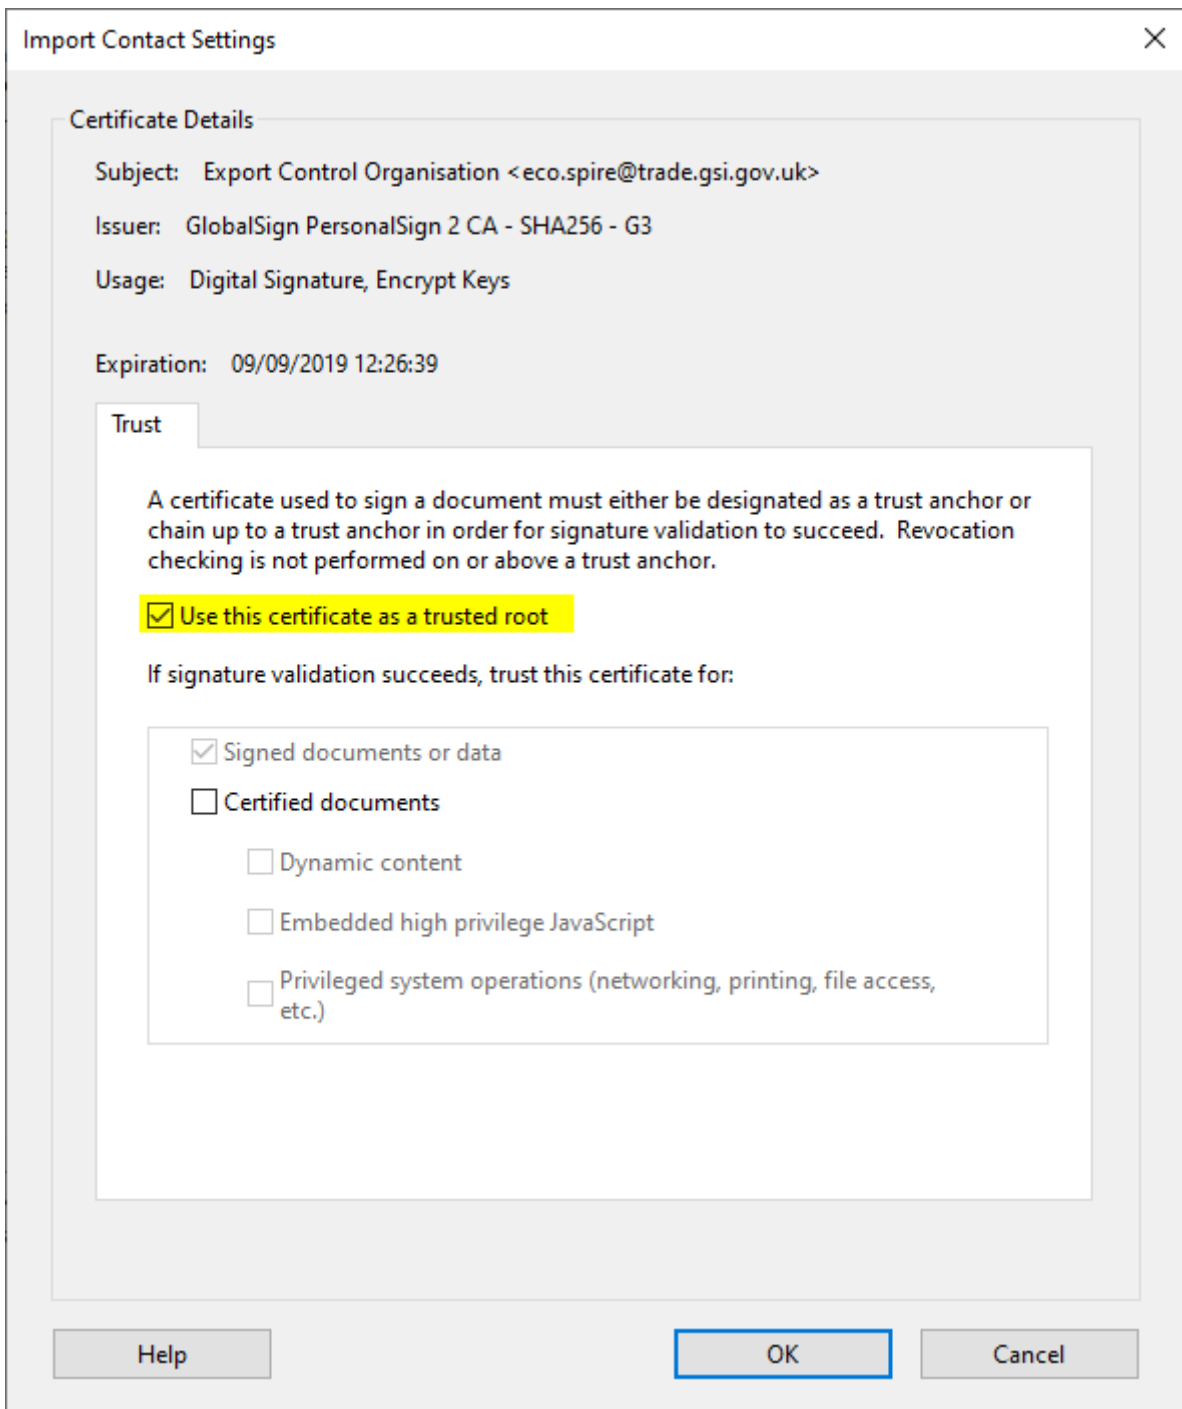 Import Contact Settings
Certificate Details
Subject: Export Control Organisation <eco.spire@trade.gsi.gov.uk>
Issuer: GlobalSign PersonalSign 2 CA - SHA256 - G3
Usage: Digital Signature, Encrypt Keys
Expiration: 09/09/2019 12:26:39
Trust
A certificate used to sign a document must either be designated as a trust anchor or
chain up to a trust anchor in order for signature validation to succeed. Revocation
checking is not performed on or above a trust anchor.
Use this certificate as a trusted root
If signature validation succeeds, trust this certificate for:
Signed documents or data
Certified documents
Dynamic content
Embedded high privilege JavaScript
Privileged system operations (networking, printing, file access,
etc.)
Help
OK
Cancel